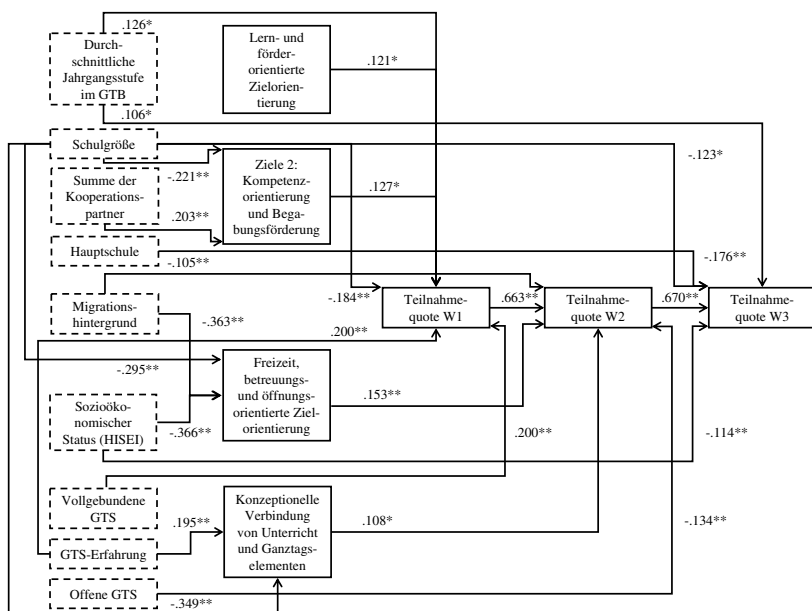 .126*
Durch-
schnittliche
Jahrgangsstufe
im GTB
.106*
Lern- und
förder-
orientierte
Zielorien-
tierung
.121*
Schulgröße
-.221**
-.123*
Summe der
Kooperations-
partner
.203**
Ziele 2:
Kompetenz-
orientierung
und Bega-
bungsförderung
.127*
Hauptschule
-.105**
-.176**
Migrations-
hintergrund
-.363**
.200**
-.184**
Teilnahme-
quote W1
.663**
Teilnahme-
quote W2
.670**
Teilnahme-
quote W3
-.295**
Freizeit,
betreuungs-
und öffnungs-
orientierte Ziel-
orientierung
.153**
Sozioöko-
nomischer
Status (HISEI)
-.366**
.200**
-.114**
Vollgebundene
GTS
.195**
Konzeptionelle
Verbindung
von Unterricht
und Ganztags-
elementen
.108*
-.134**
GTS-Erfahrung
Offene GTS
-.349**